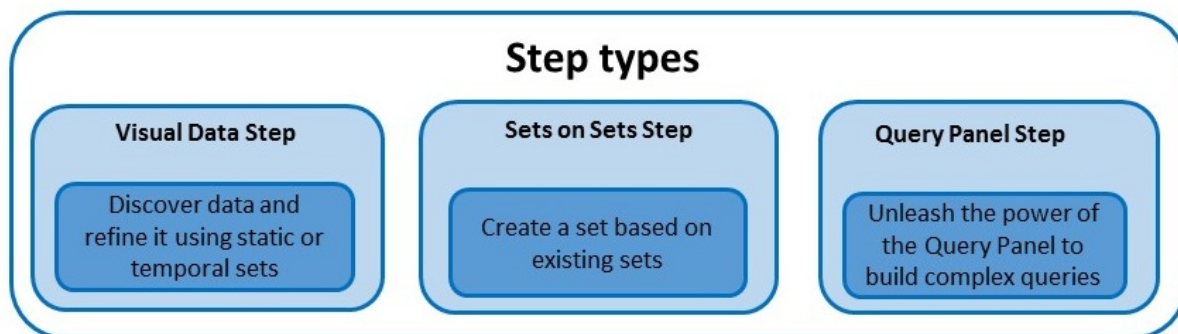 Step types
Visual Data Step
Discover data and
refine it using static or
temporal sets
Sets on Sets Step
Create a set based on
existing sets
Query Panel Step
Unleash the power of
the Query Panel to
build complex queries